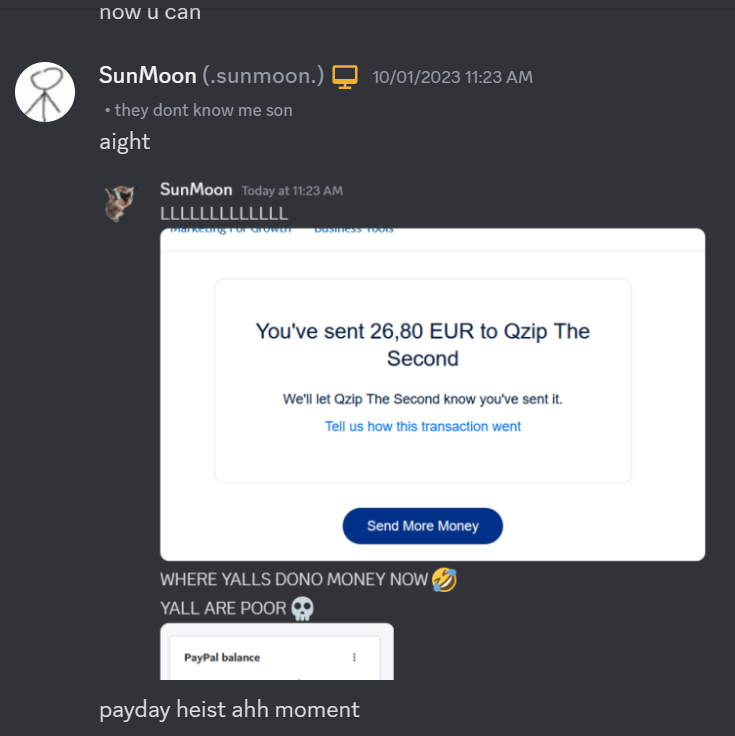 now u can
SunMoon (.sunmoon.) 10/01/2023 11:23 AM
• they dont know me son
aight
SunMoon Today at 11:23 AM
LLLLLLLLLLLLL
Marketing For Growth Business Tools
You've sent 26,80 EUR to Qzip The
Second
We'll let Qzip The Second know you've sent it.
Tell us how this transaction went
Send More Money
WHERE YALLS DONO MONEY NOW 🤣
YALL ARE POOR 💀
PayPal balance
payday heist ahh moment